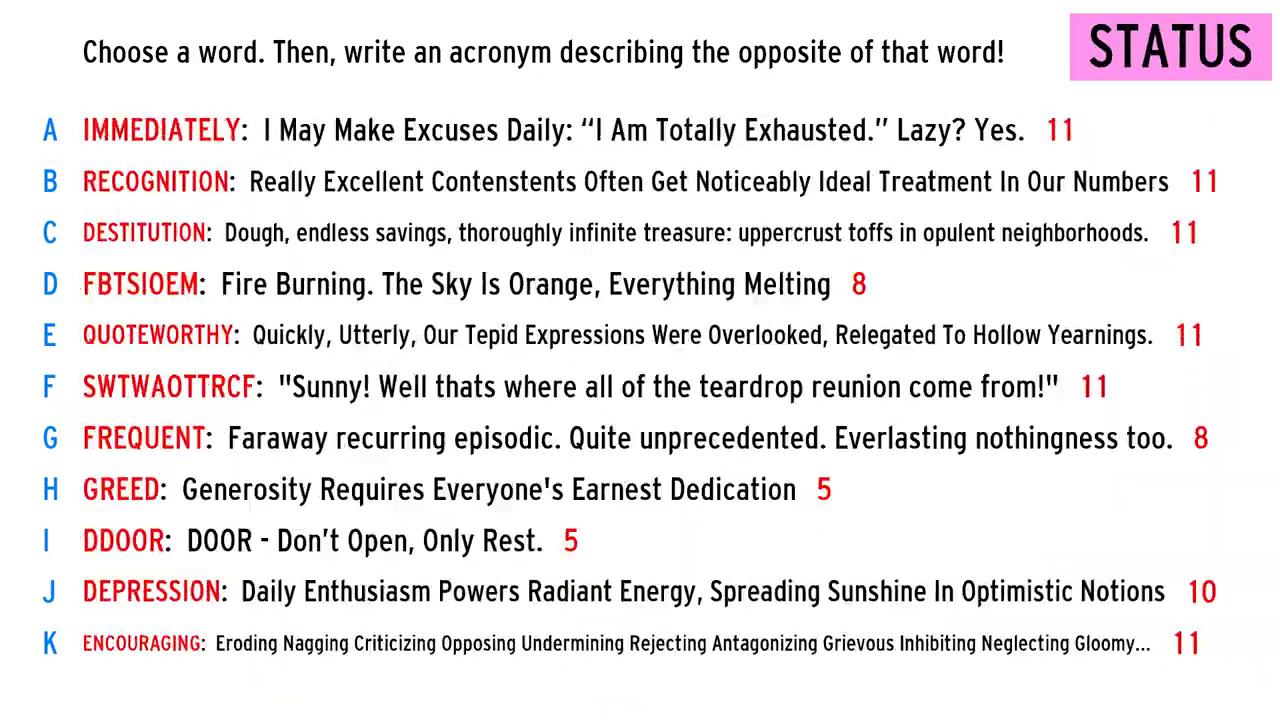 Choose a word. Then, write an acronym describing the opposite of that word!
STATUS
A IMMEDIATELY: I May Make Excuses Daily: “I Am Totally Exhausted.” Lazy? Yes. 11
B RECOGNITION: Really Excellent Contenstents Often Get Noticeably Ideal Treatment In Our Numbers 11
C DESTITUTION: Dough, endless savings, thoroughly infinite treasure: uppercrust toffs in opulent neighborhoods. 11
D FBTSIOEM: Fire Burning. The Sky Is Orange, Everything Melting 8
E QUOTEWORTHY: Quickly, Utterly, Our Tepid Expressions Were Overlooked, Relegated To Hollow Yearnings. 11
F SWTWAOTTRCF: "Sunny! Well thats where all of the teardrop reunion come from!" 11
G FREQUENT: Faraway recurring episodic. Quite unprecedented. Everlasting nothingness too. 8
H GREED: Generosity Requires Everyone's Earnest Dedication 5
I DDOOR: DOOR - Don’t Open, Only Rest. 5
J DEPRESSION: Daily Enthusiasm Powers Radiant Energy, Spreading Sunshine In Optimistic Notions 10
K ENCOURAGING: Eroding Nagging Criticizing Opposing Undermining Rejecting Antagonizing Grievous Inhibiting Neglecting Gloomy... 11